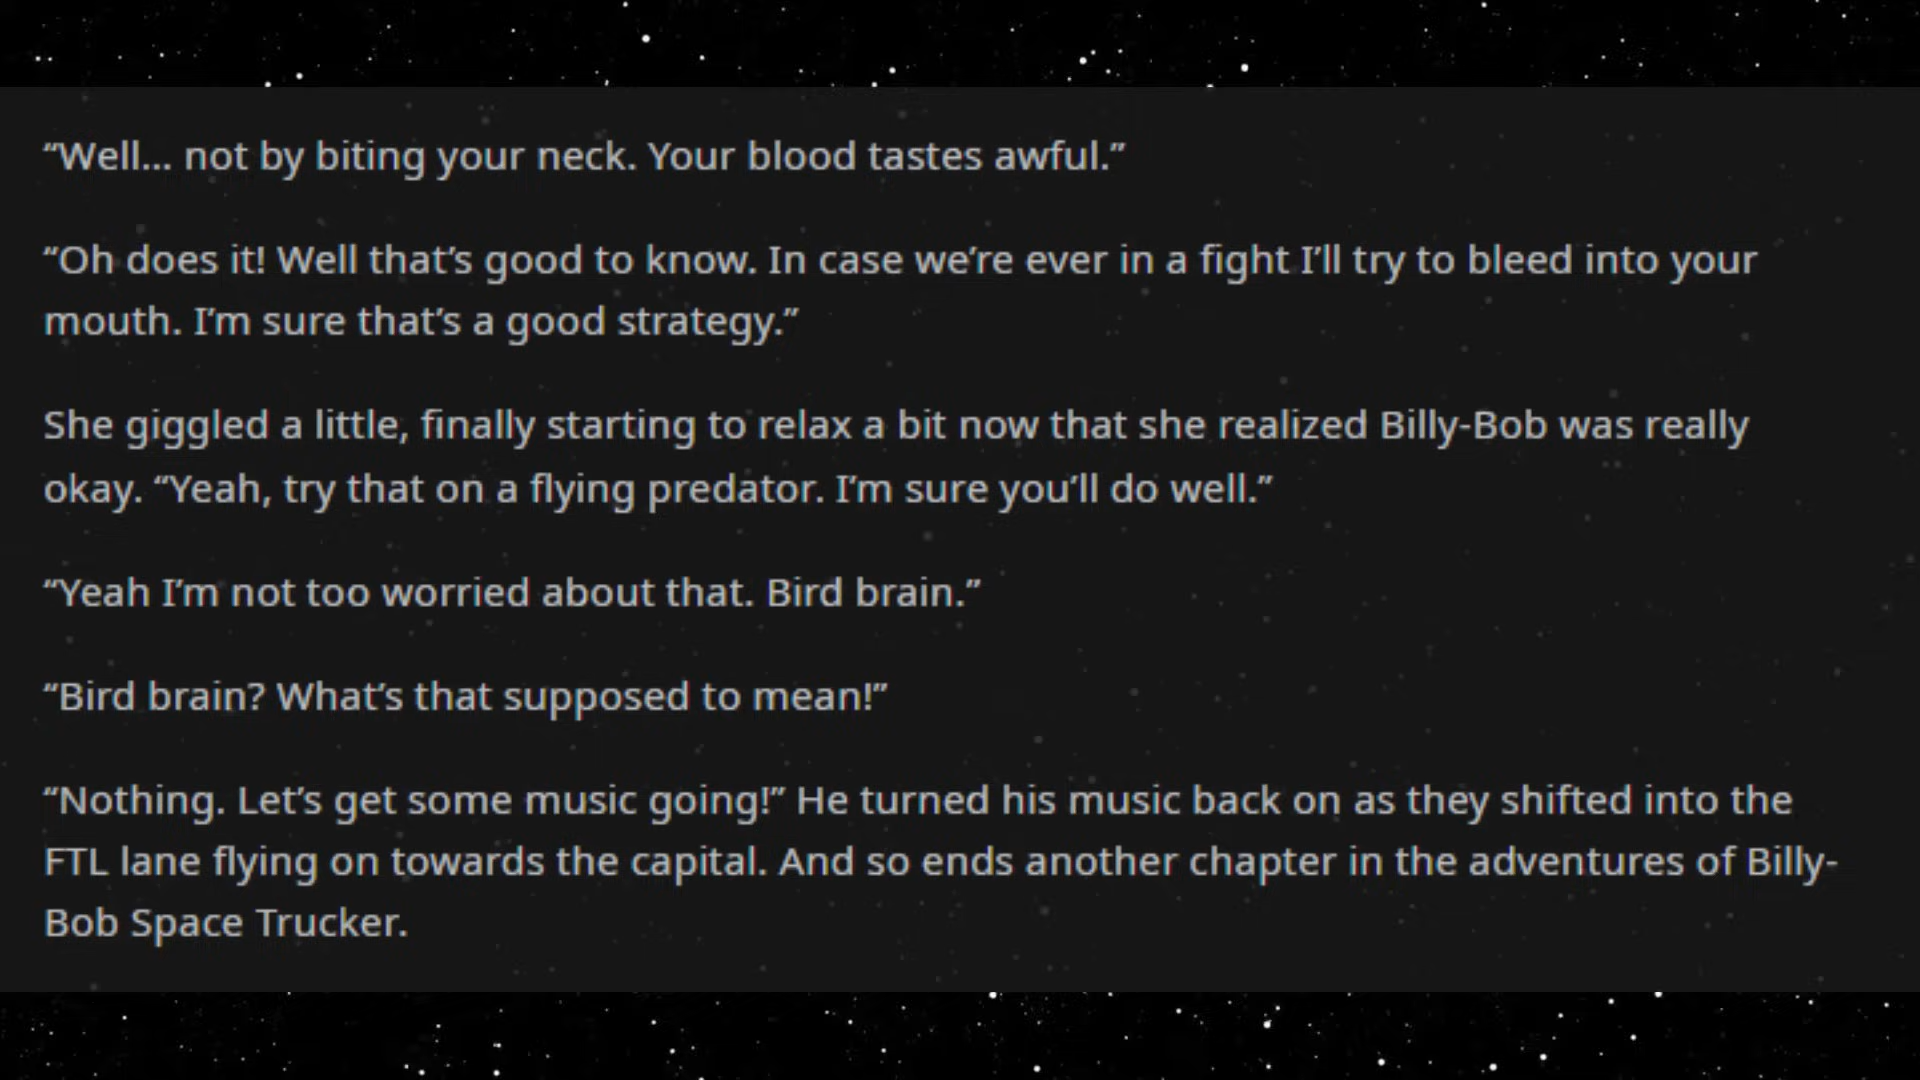 “Well... not by biting your neck. Your blood tastes awful.”
“Oh does it! Well that’s good to know. In case we’re ever in a fight I’ll try to bleed into your
mouth. I’m sure that’s a good strategy.”
She giggled a little, finally starting to relax a bit now that she realized Billy-Bob was really
okay. “Yeah, try that on a flying predator. I’m sure you’ll do well.”
“Yeah I’m not too worried about that. Bird brain.”
“Bird brain? What’s that supposed to mean!”
“Nothing. Let’s get some music going!” He turned his music back on as they shifted into the
FTL lane flying on towards the capital. And so ends another chapter in the adventures of Billy-
Bob Space Trucker.